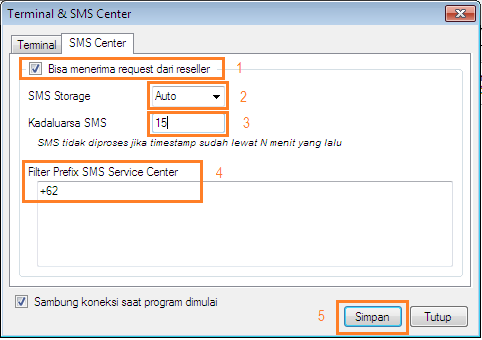 Terminal & SMS Center
Terminal SMS Center
Bisa menerima request dari reseller 1
SMS Storage Auto 2
Kadaluarsa SMS 15 3
SMS tidak diproses jika timestamp sudah lewat N menit yang lalu
Filter Prefix SMS Service Center 4
+62
Sambung koneksi saat program dimulai 5 Simpan Tutup